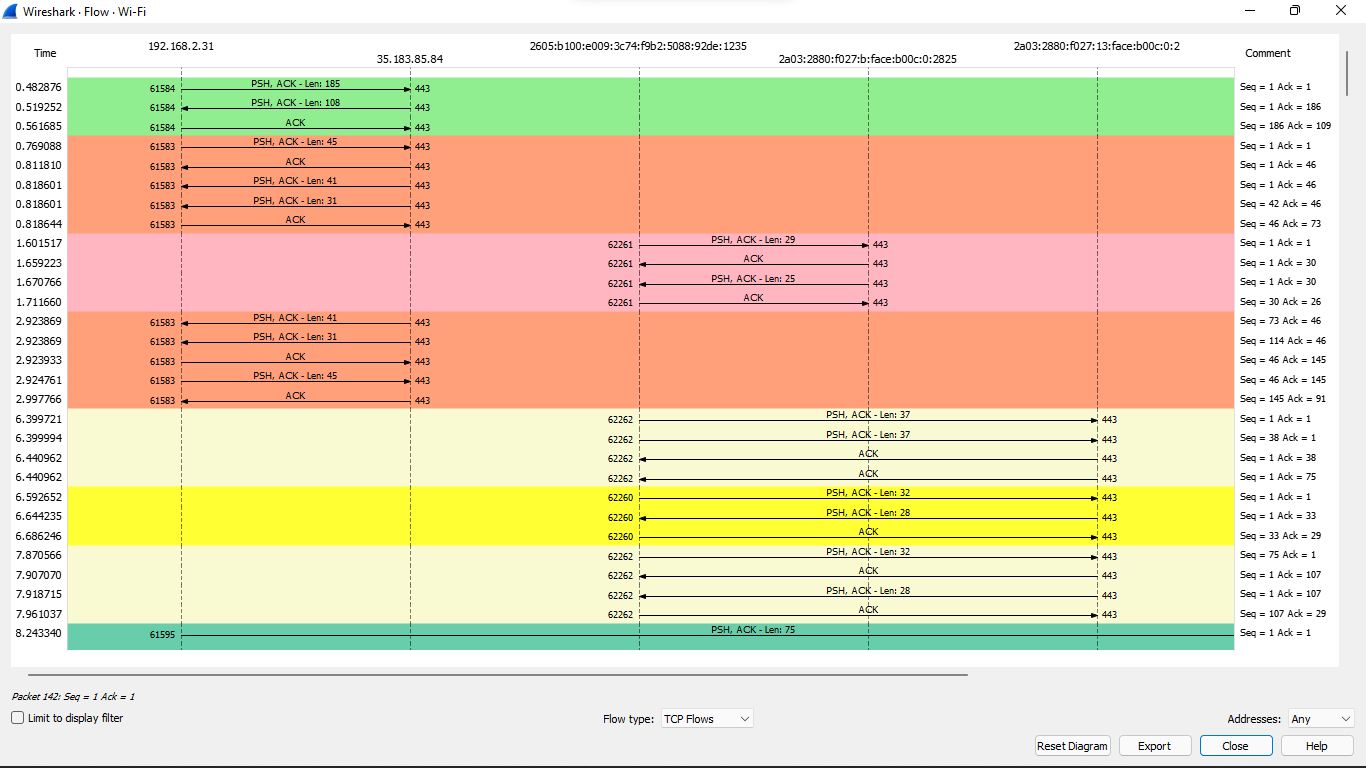 Wireshark · Flow · Wi-Fi
Time 192.168.2.31 35.183.85.84 2605:b100:e009:3c74:f9b2:5088:92de:1235 2a03:2880:f027:b:face:b00c:0:2825 2a03:2880:f027:13:face:b00c:0:2 Comment
0.482876 61584 PSH, ACK - Len: 185 443 Seq = 1 Ack = 1
0.519252 61584 PSH, ACK - Len: 108 443 Seq = 1 Ack = 186
0.561685 61584 ACK 443 Seq = 186 Ack = 109
0.769088 61583 PSH, ACK - Len: 45 443 Seq = 1 Ack = 1
0.811810 61583 ACK 443 Seq = 1 Ack = 46
0.818601 61583 PSH, ACK - Len: 41 443 Seq = 1 Ack = 46
0.818601 61583 PSH, ACK - Len: 31 443 Seq = 42 Ack = 46
0.818644 61583 ACK 443 Seq = 46 Ack = 73
1.601517 62261 PSH, ACK - Len: 29 443 Seq = 1 Ack = 1
1.659223 62261 ACK 443 Seq = 1 Ack = 30
1.670766 62261 PSH, ACK - Len: 25 443 Seq = 1 Ack = 30
1.711660 62261 ACK 443 Seq = 30 Ack = 26
2.923869 61583 PSH, ACK - Len: 41 443 Seq = 73 Ack = 46
2.923869 61583 PSH, ACK - Len: 31 443 Seq = 114 Ack = 46
2.923933 61583 ACK 443 Seq = 46 Ack = 145
2.924761 61583 PSH, ACK - Len: 45 443 Seq = 46 Ack = 145
2.997766 61583 ACK 443 Seq = 145 Ack = 91
6.399721 62262 PSH, ACK - Len: 37 443 Seq = 1 Ack = 1
6.399994 62262 PSH, ACK - Len: 37 443 Seq = 38 Ack = 1
6.440962 62262 ACK 443 Seq = 1 Ack = 38
6.440962 62262 ACK 443 Seq = 1 Ack = 75
6.592652 62260 PSH, ACK - Len: 32 443 Seq = 1 Ack = 1
6.644235 62260 PSH, ACK - Len: 28 443 Seq = 1 Ack = 33
6.686246 62260 ACK 443 Seq = 33 Ack = 29
7.870566 62262 PSH, ACK - Len: 32 443 Seq = 75 Ack = 1
7.907070 62262 ACK 443 Seq = 1 Ack = 107
7.918715 62262 PSH, ACK - Len: 28 443 Seq = 1 Ack = 107
7.961037 62262 ACK 443 Seq = 107 Ack = 29
8.243340 61595 PSH, ACK - Len: 75 Seq = 1 Ack = 1
Packet 142: Seq = 1 Ack = 1
Limit to display filter Flow type: TCP Flows Addresses: Any
Reset Diagram Export Close Help